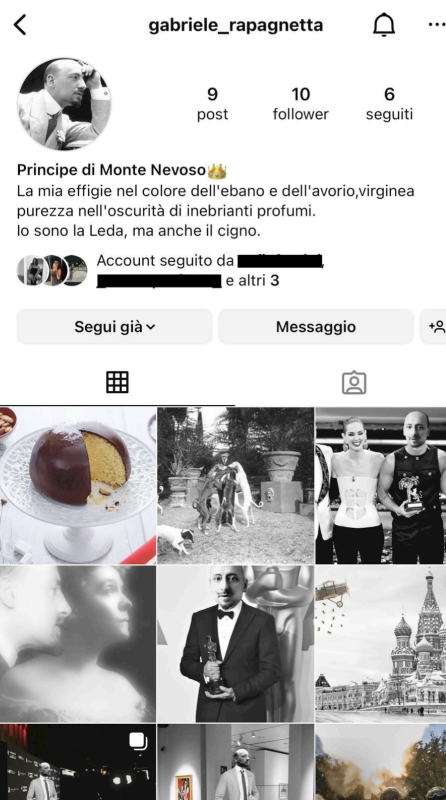 gabriele_rapagnetta
9
10
6
post
follower
seguiti
Principe di Monte Nevoso👑
La mia effigie nel colore dell'ebano e dell'avorio,virginea
purezza nell'oscurità di inebrianti profumi.
Io sono la Leda, ma anche il cigno.
Account seguito da
e altri 3
Segui già
Messaggio